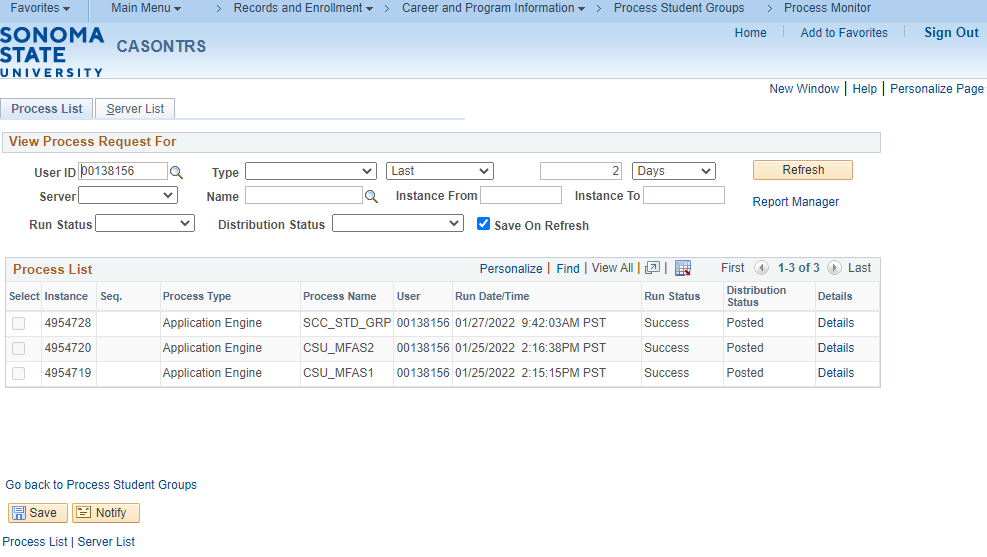 Favorites Main Menu > Records and Enrollment > Career and Program Information > Process Student Groups > Process Monitor
SONOMA
STATE
UNIVERSITY
CASONTRS
Home Add to Favorites Sign Out
New Window | Help | Personalize Page
Process List Server List
View Process Request For
User ID 00138156 Type Last 2 Days Refresh
Server Name Instance From Instance To Report Manager
Run Status Distribution Status Save On Refresh
Process List Personalize | Find | View All | | First 1-3 of 3 Last
Select Instance Seq. Process Type Process Name User Run Date/Time Run Status Distribution Status Details
4954728 Application Engine SCC_STD_GRP 00138156 01/27/2022 9:42:03AM PST Success Posted Details
4954720 Application Engine CSU_MFAS2 00138156 01/25/2022 2:16:38PM PST Success Posted Details
4954719 Application Engine CSU_MFAS1 00138156 01/25/2022 2:15:15PM PST Success Posted Details
Go back to Process Student Groups
Save Notify
Process List | Server List